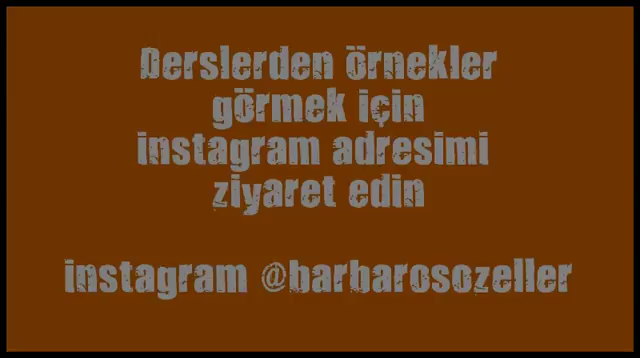 Derslerden örnekler
görmek için
instagram adresimi
ziyaret edin
instagram @barbarosozeller